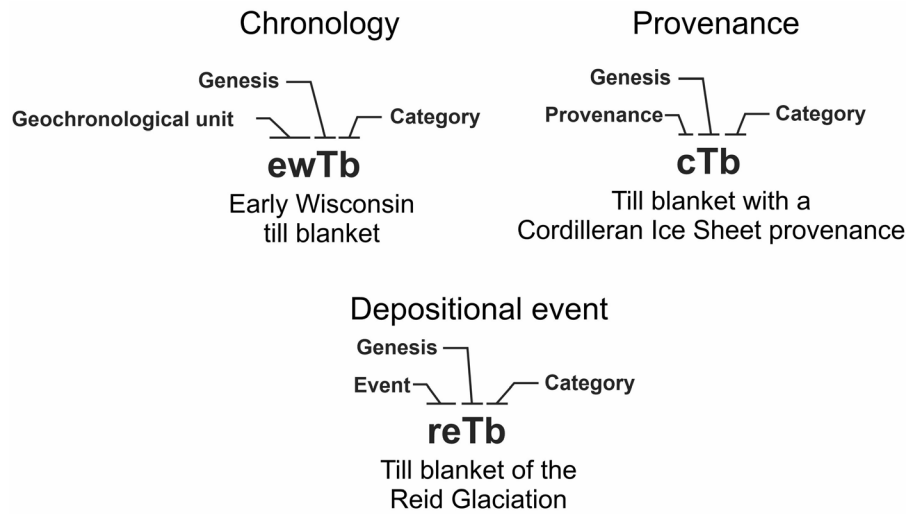 Chronology
Genesis
Geochronological unit
Category
ewTb
Early Wisconsin
till blanket
Provenance
Genesis
Provenance
Category
cTb
Till blanket with a
Cordilleran Ice Sheet provenance
Depositional event
Genesis
Event
Category
reTb
Till blanket of the
Reid Glaciation